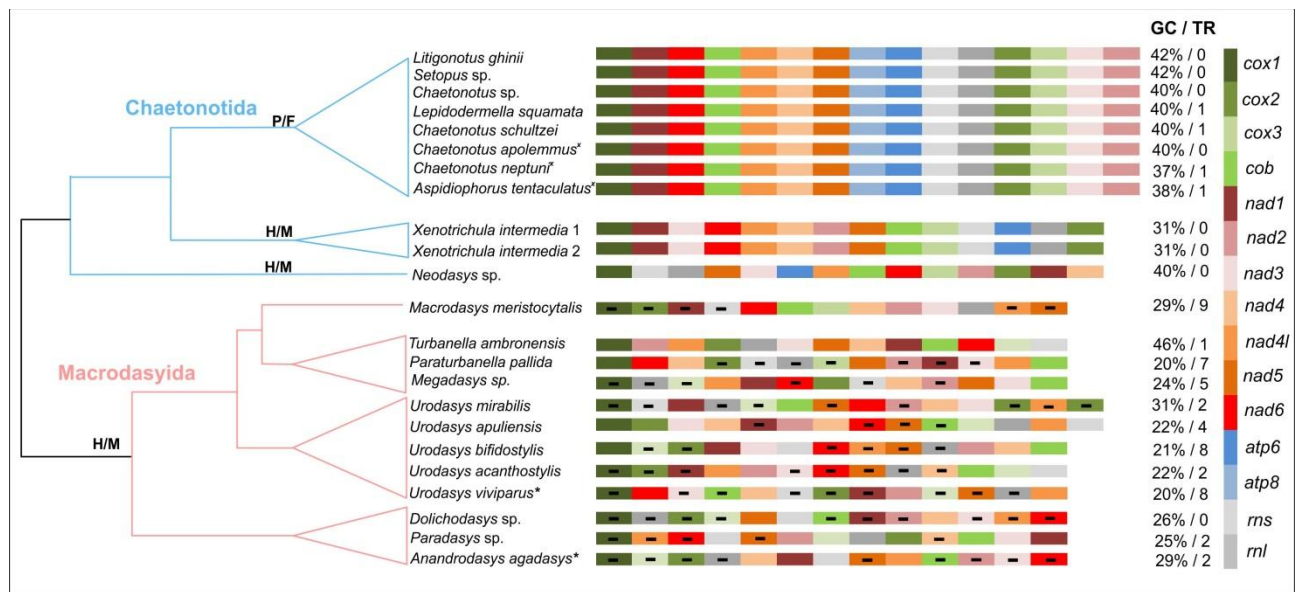 GC / TR
Litigonotus ghinii 42% / 0
Setopus sp. 42% / 0
Chaetonotus sp. 40% / 0
Chaetonotida
Lepidodermella squamata 40% / 1
P/F
Chaetonotus schultzei 40% / 1
Chaetonotus apolemmus× 40% / 0
Chaetonotus neptuni× 37% / 1
Aspidiophorus tentaculatus× 38% / 1
H/M
Xenotrichula intermedia 1 31% / 0
Xenotrichula intermedia 2 31% / 0
H/M
Neodasys sp. 40% / 0
Macrodasys meristocytalis 29% / 9
Turbanella ambronensis 46% / 1
Paraturbanella pallida 20% / 7
Macrodasyida
Megadasys sp. 24% / 5
Urodasys mirabilis 31% / 2
Urodasys apuliensis 22% / 4
H/M
Urodasys bifidostylis 21% / 8
Urodasys acanthostylis 22% / 2
Urodasys viviparus* 20% / 8
Dolichodasys sp. 26% / 0
Paradasys sp. 25% / 2
Anandrodasys agadasys* 29% / 2
cox1
cox2
cox3
cob
nad1
nad2
nad3
nad4
nad4l
nad5
nad6
atp6
atp8
rns
rnl